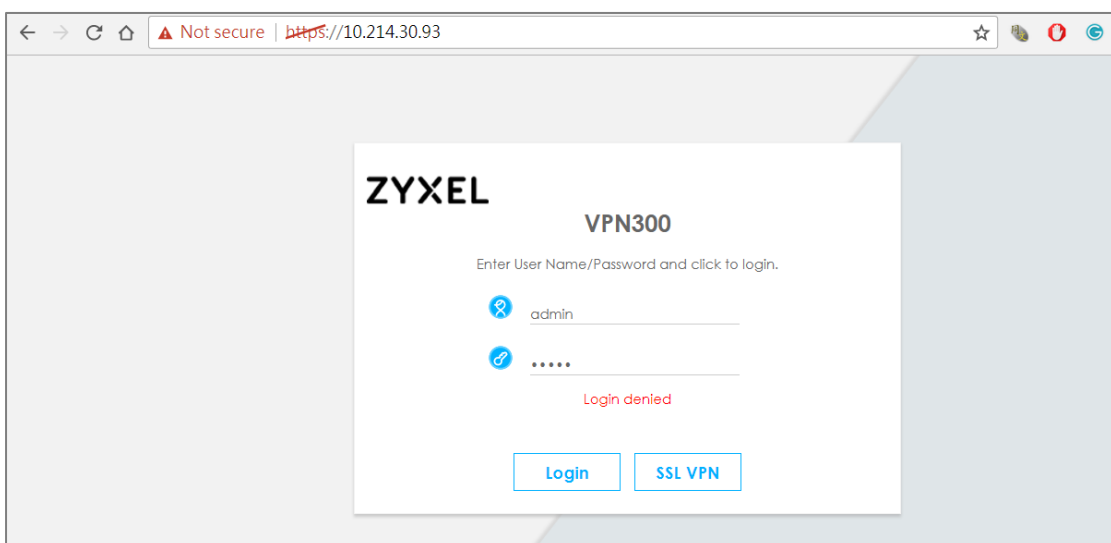 Not secure | https://10.214.30.93
ZYXEL
VPN300
Enter User Name/Password and click to login.
admin
•••••
Login denied
Login
SSL VPN